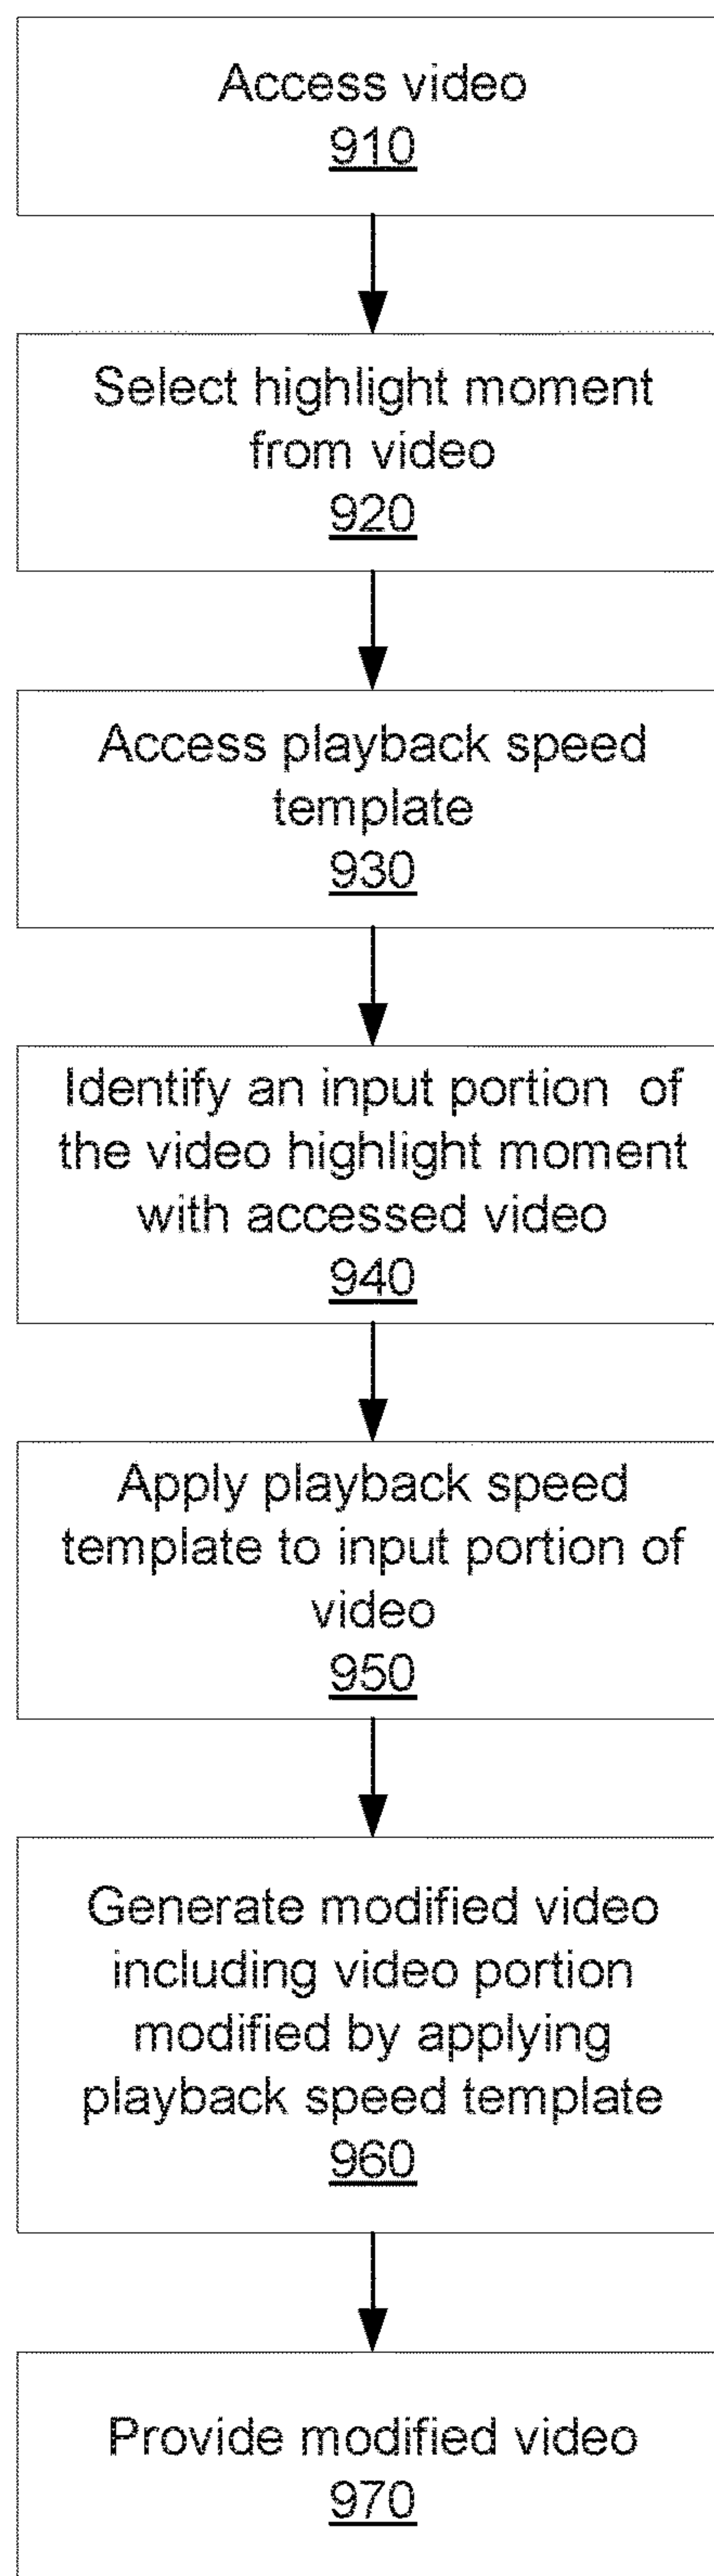 Access video
910
Select highlight moment
from video
920
Access playback speed
template
930
Identify an input portion of
the video highlight moment
with accessed video
940
Apply playback speed
template to input portion of
video
950
Generate modified video
including video portion
modified by applying
playback speed template
960
Provide modified video
970